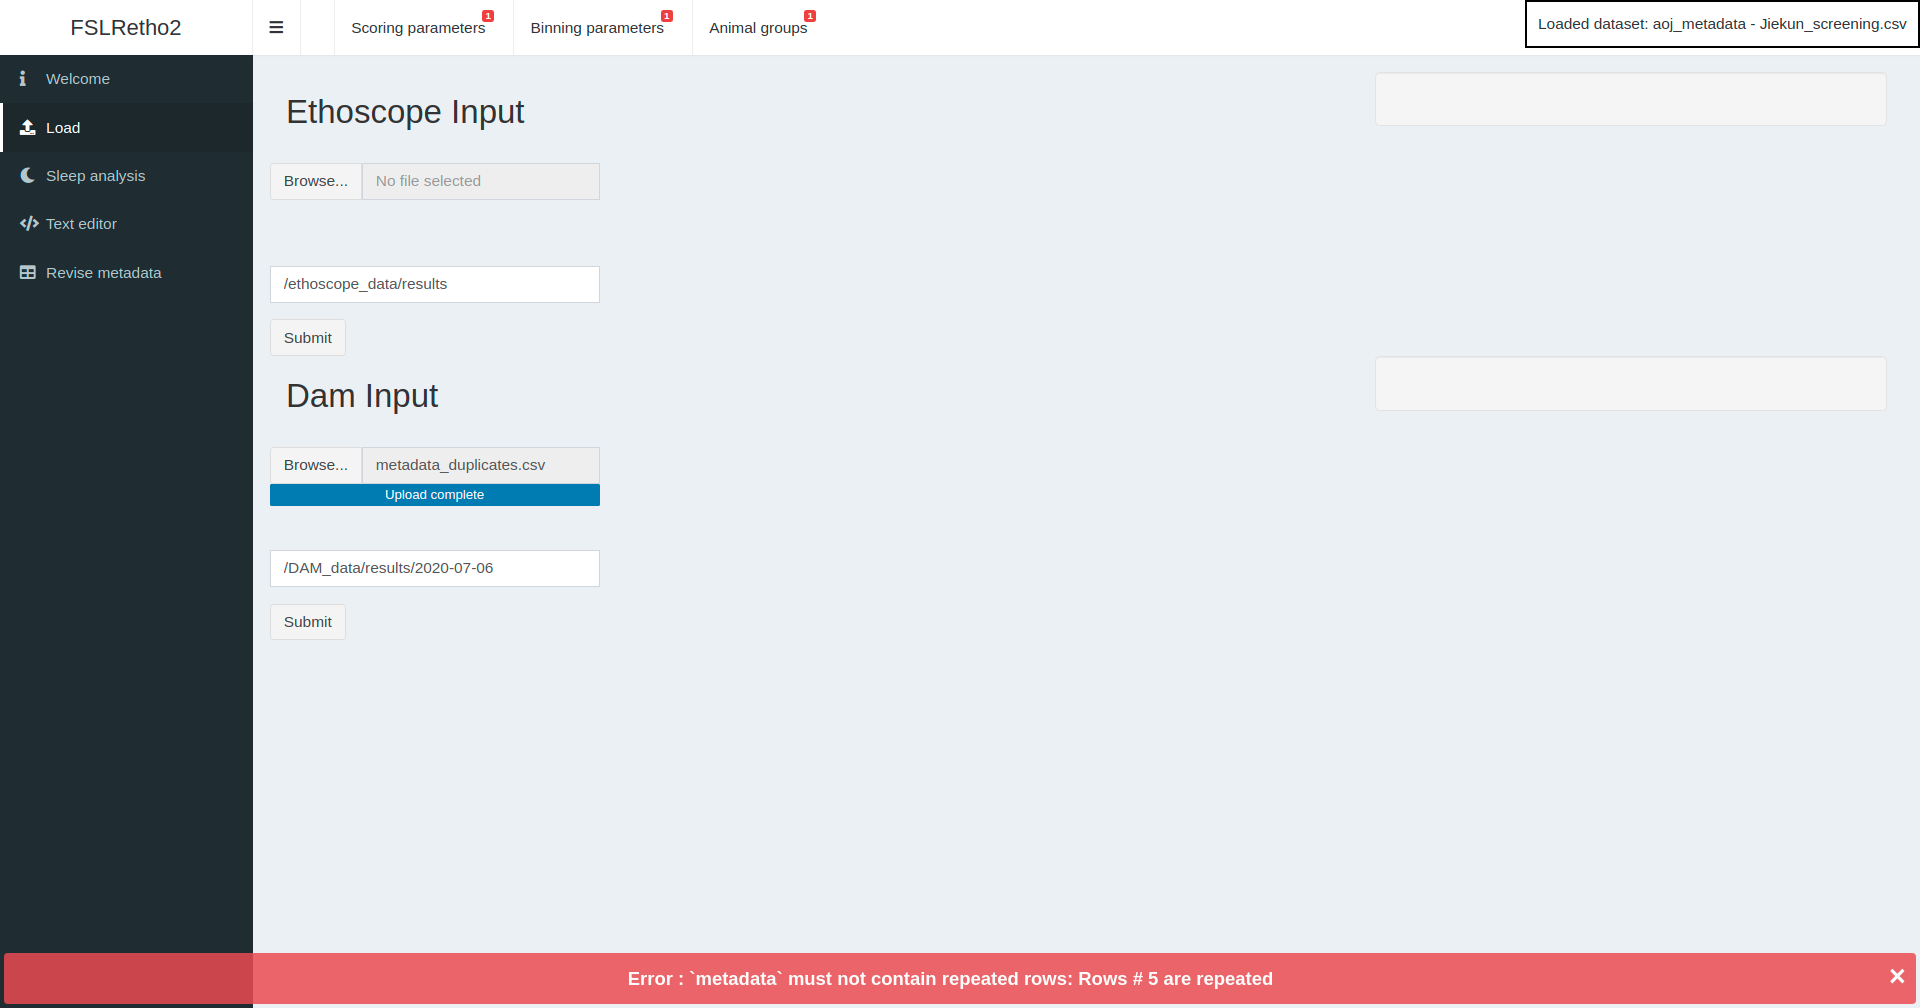 FSLRetho2
Scoring parameters 1
Binning parameters 1
Animal groups 1
Loaded dataset: aoj_metadata - Jiekun_screening.csv
Welcome
Load
Sleep analysis
Text editor
Revise metadata
Ethoscope Input
Browse... No file selected
/ethoscope_data/results
Submit
Dam Input
Browse... metadata_duplicates.csv
Upload complete
/DAM_data/results/2020-07-06
Submit
Error : `metadata` must not contain repeated rows: Rows # 5 are repeated